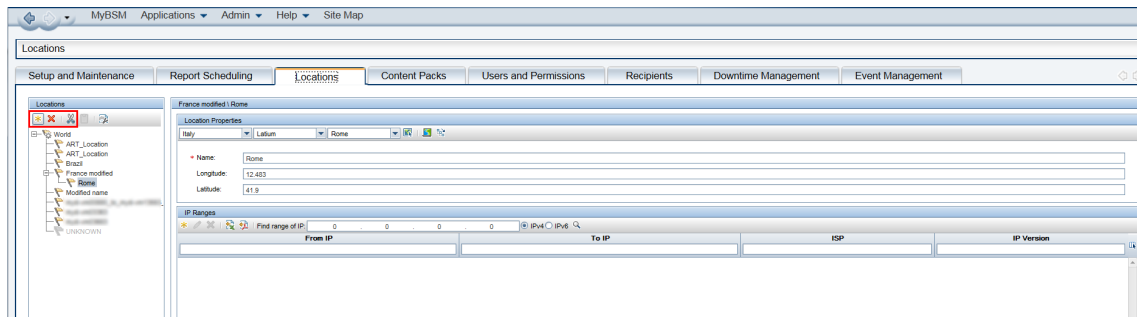 MyBSM Applications Admin Help Site Map
Locations
Setup and Maintenance Report Scheduling Locations Content Packs Users and Permissions Recipients Downtime Management Event Management
Locations
World
ART_Location
ART_Location
Brazil
France modified
Rome
Modified name
UNKNOWN
France modified \ Rome
Location Properties
Italy Latium Rome
* Name: Rome
Longitude: 12.483
Latitude: 41.9
IP Ranges
Find range of IP: 0 . 0 . 0 . 0 IPv4 IPv6
From IP To IP ISP IP Version